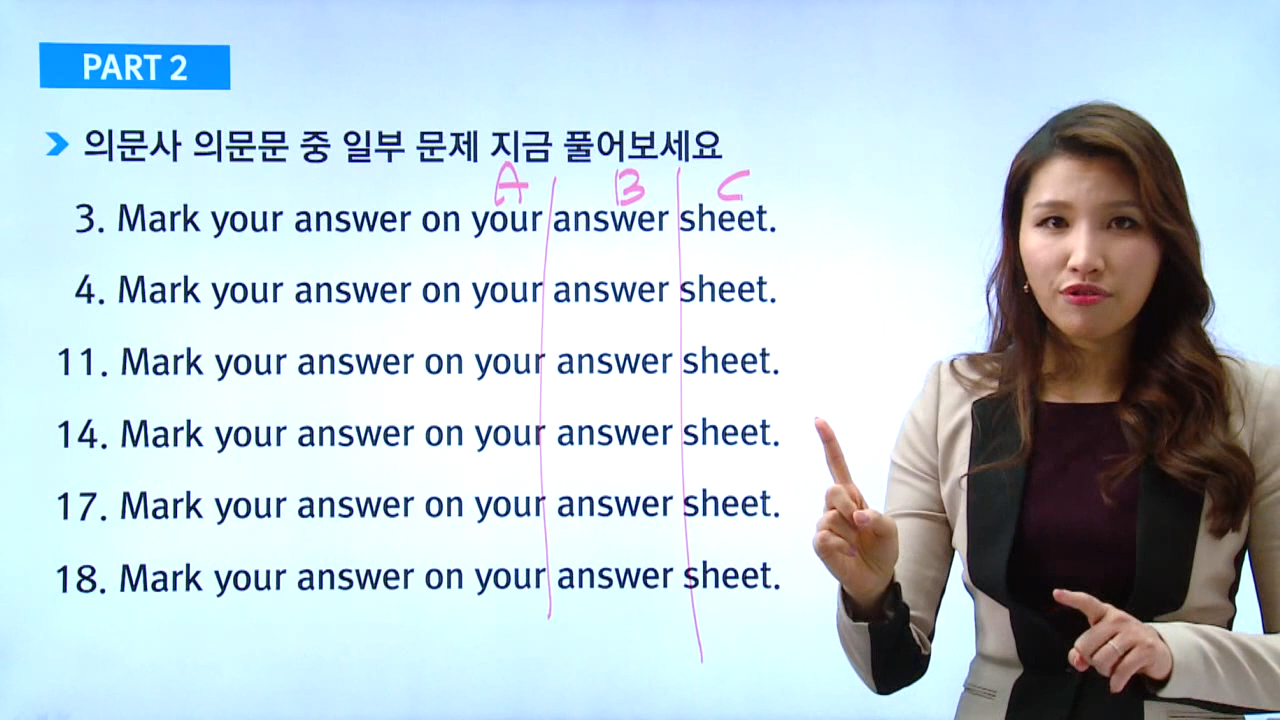 PART 2
의문사 의문문 중 일부 문제 지금 풀어보세요
A B C
3. Mark your answer on your answer sheet.
4. Mark your answer on your answer sheet.
11. Mark your answer on your answer sheet.
14. Mark your answer on your answer sheet.
17. Mark your answer on your answer sheet.
18. Mark your answer on your answer sheet.